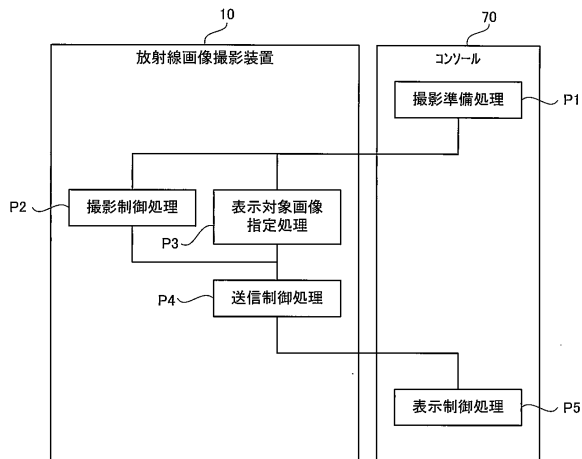 10
70
放射線画像撮影装置
コンソール
撮影準備処理
P1
P2
撮影制御処理
表示対象画像
指定処理
P3
P4
送信制御処理
表示制御処理
P5